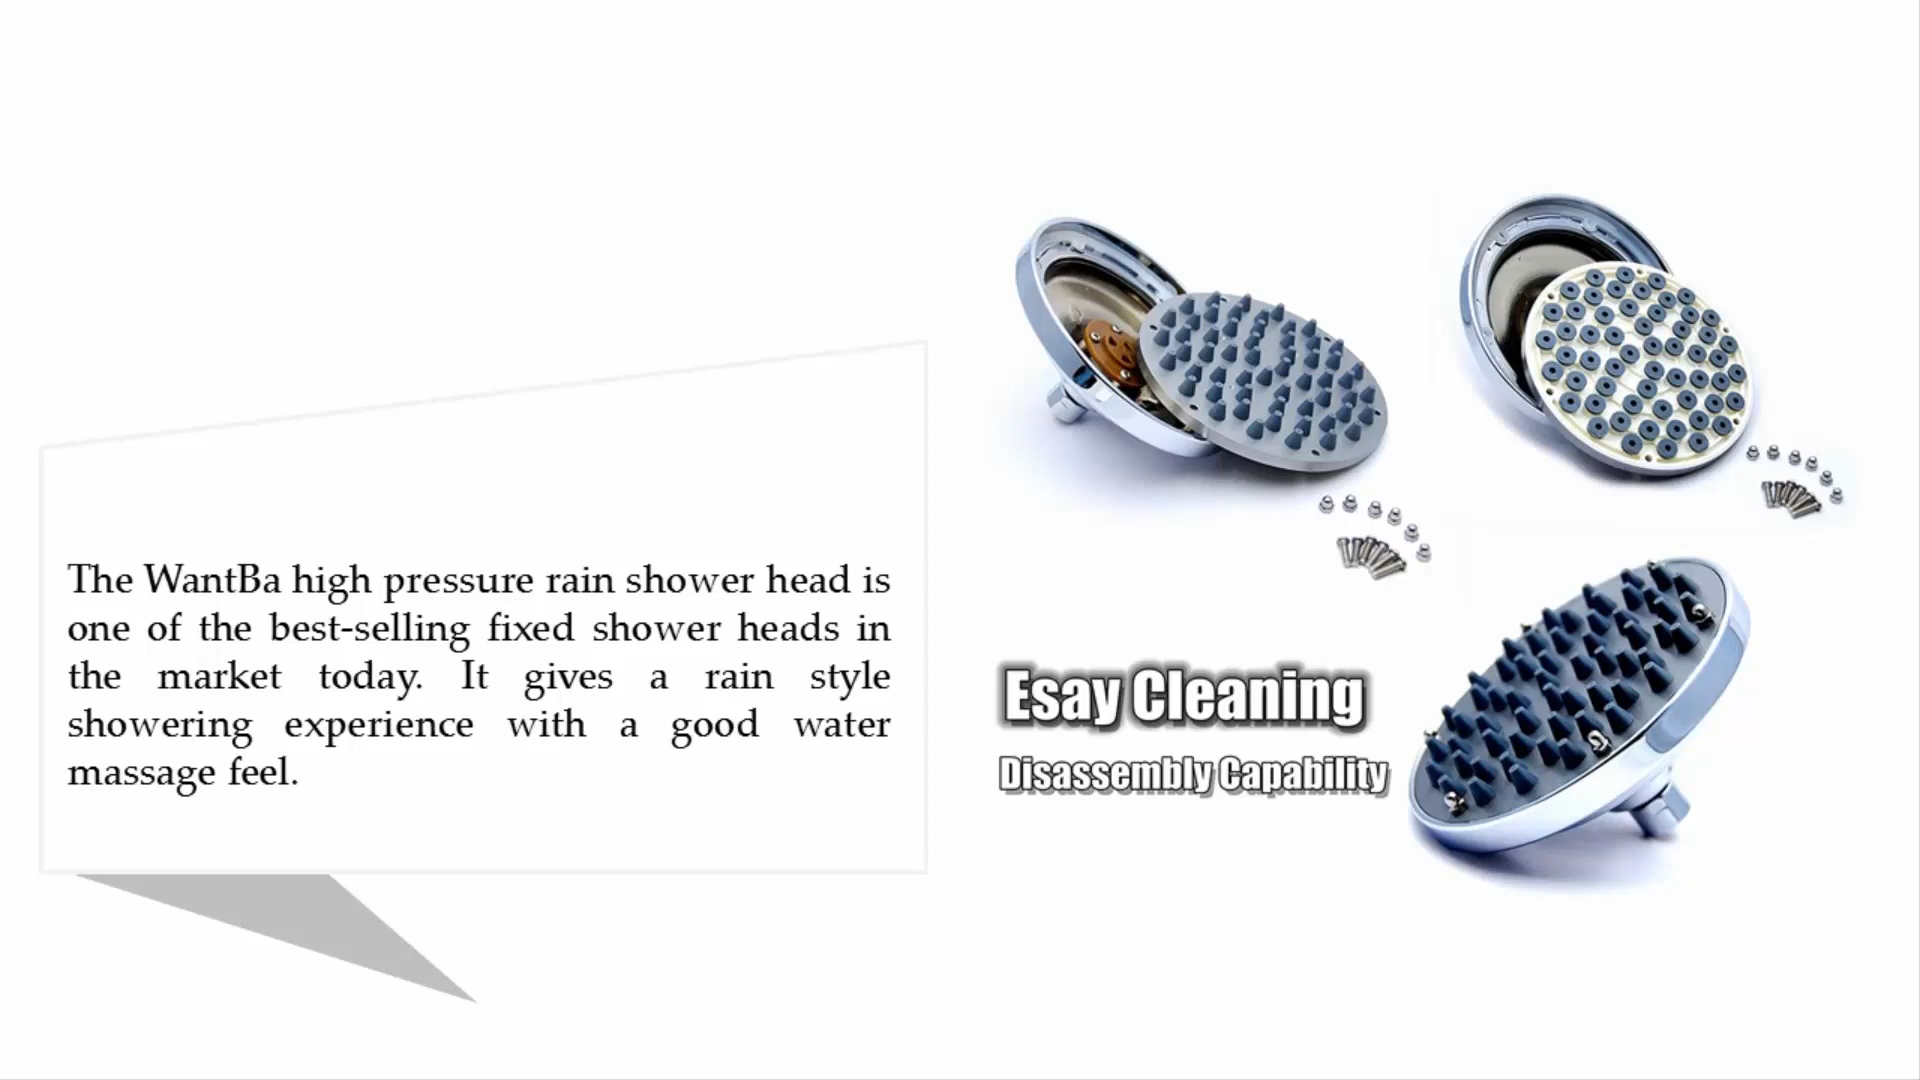 The WantBa high pressure rain shower head is
one of the best-selling fixed shower heads in
the market today. It gives a rain style
showering experience with a good water
massage feel.
Esay Cleaning
Disassembly Capability